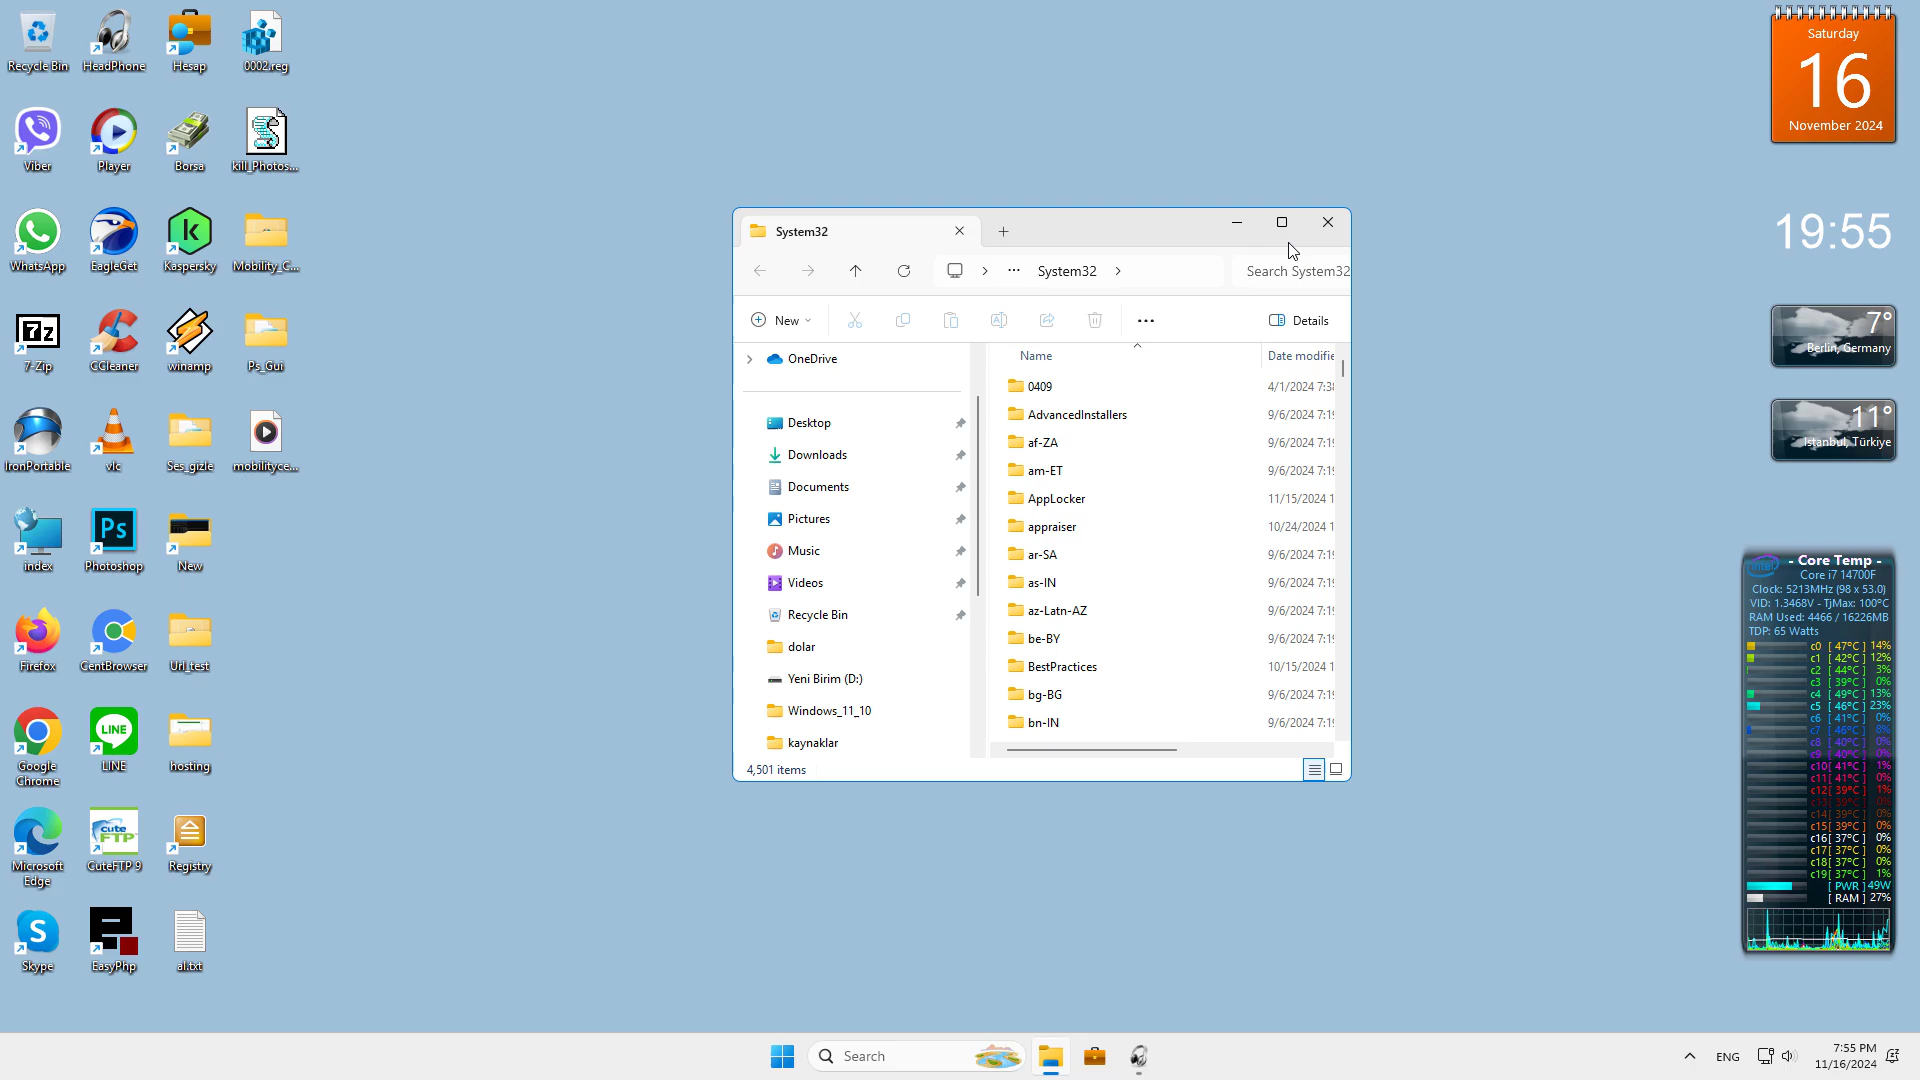 Recycle Bin
HeadPhone
Hesap
0002.reg
Viber
Player
Borsa
kill_Photos...
WhatsApp
EagleGet
Kaspersky
Mobility_C...
7-Zip
CCleaner
winamp
Ps_Gui
IronPortable
vlc
Ses_gizle
mobilityce...
index
Photoshop
New
Firefox
CentBrowser
Url_test
Google
Chrome
LINE
hosting
Microsoft
Edge
CuteFTP 9
Registry
Skype
EasyPhp
al.txt
System32
System32
Search System32
New
Details
OneDrive
Desktop
Downloads
Documents
Pictures
Music
Videos
Recycle Bin
dolar
Yeni Birim (D:)
Windows_11_10
kaynaklar
Name Date modifie
0409 4/1/2024 7:38
AdvancedInstallers 9/6/2024 7:19
af-ZA 9/6/2024 7:19
am-ET 9/6/2024 7:19
AppLocker 11/15/2024 1
appraiser 10/24/2024 1
ar-SA 9/6/2024 7:19
as-IN 9/6/2024 7:19
az-Latn-AZ 9/6/2024 7:19
be-BY 9/6/2024 7:19
BestPractices 10/15/2024 1
bg-BG 9/6/2024 7:19
bn-IN 9/6/2024 7:19
4,501 items
Saturday
16
November 2024
19:55
7°
Berlin, Germany
11°
Istanbul, Türkiye
intel
- Core Temp -
Core i7 14700F
Clock: 5213MHz (98 x 53.0)
VID: 1.3468V - TjMax: 100°C
RAM Used: 4466 / 16226MB
TDP: 65 Watts
c0 [ 47°C ] 14%
c1 [ 42°C ] 12%
c2 [ 44°C ] 3%
c3 [ 39°C ] 0%
c4 [ 49°C ] 13%
c5 [ 46°C ] 23%
c6 [ 41°C ] 0%
c7 [ 46°C ] 8%
c8 [ 40°C ] 0%
c9 [ 40°C ] 0%
c10[ 41°C ] 1%
c11[ 41°C ] 0%
c12[ 39°C ] 1%
c13[ 39°C ] 0%
c14[ 39°C ] 0%
c15[ 39°C ] 0%
c16[ 37°C ] 0%
c17[ 37°C ] 0%
c18[ 37°C ] 0%
c19[ 37°C ] 1%
[ PWR ] 49W
[ RAM ] 27%
Search
ENG
7:55 PM
11/16/2024